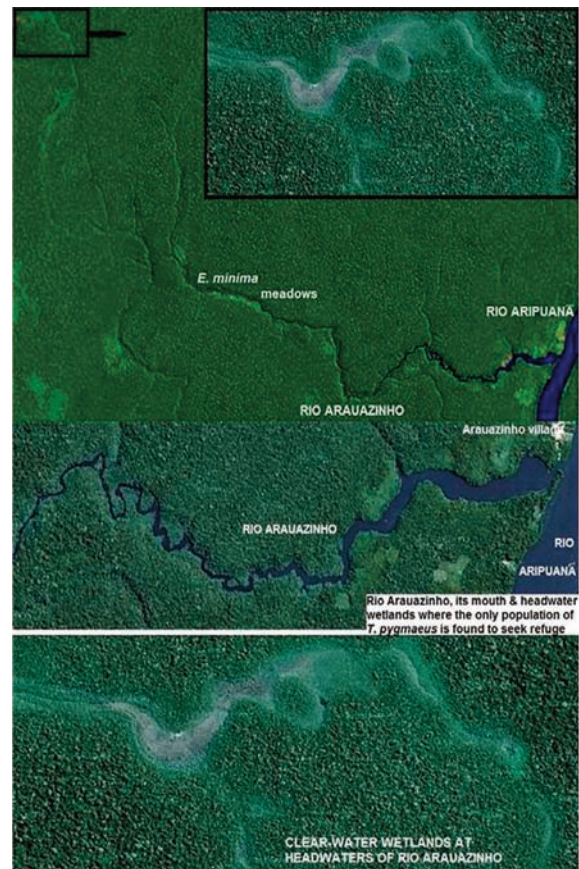 E. minima
meadows
RIO ARIPUANÃ
RIO ARAUAZINHO
Arauazinho village
RIO ARAUAZINHO
RIO
ARIPUANÃ
Rio Arauazinho, its mouth & headwater
wetlands where the only population of
T. pygmaeus is found to seek refuge
CLEAR-WATER WETLANDS AT
HEADWATERS OF RIO ARAUAZINHO